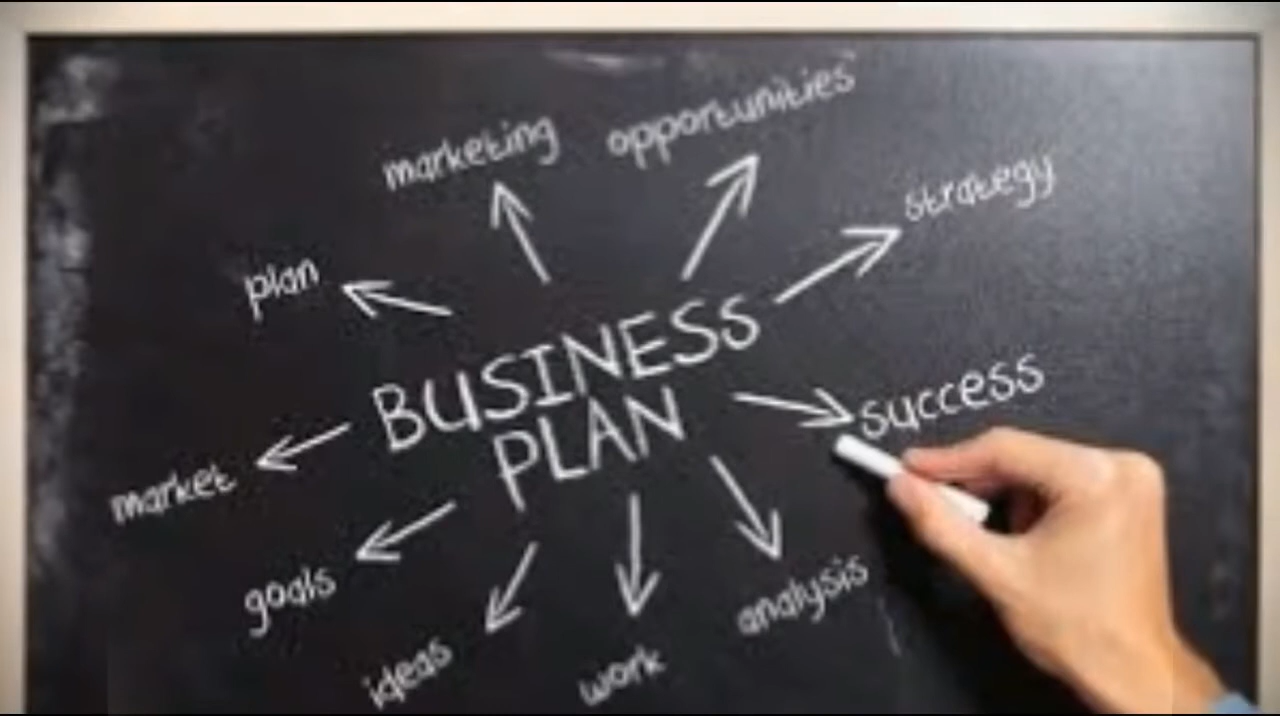 opportunities
marketing
strategy
plan
BUSINESS
PLAN
success
market
goals
analysis
ideas
work